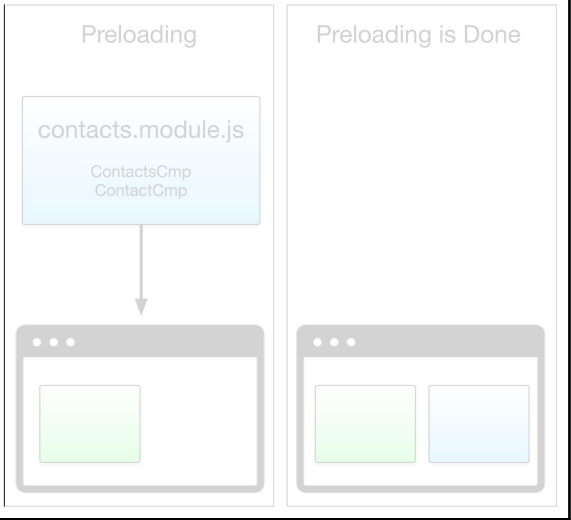 Preloading
contacts.module.js
ContactsCmp
ContactCmp
Preloading is Done